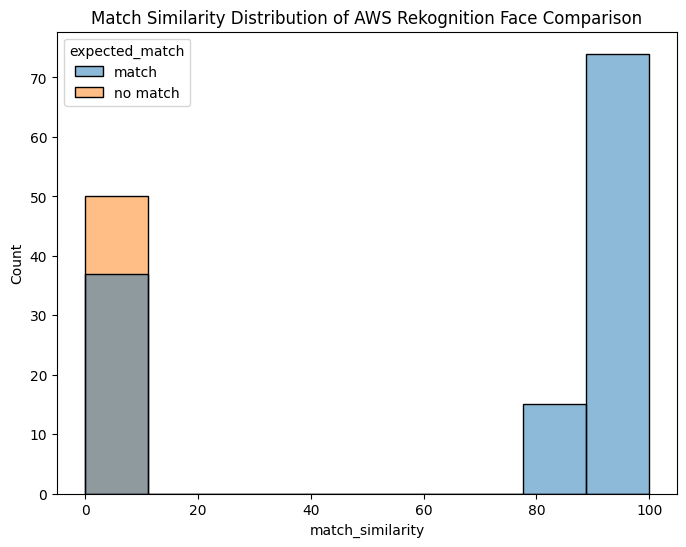 Match Similarity Distribution of AWS Rekognition Face Comparison
expected_match
match
no match
Count
70
60
50
40
30
20
10
0
0 20 40 60 80 100
match_similarity